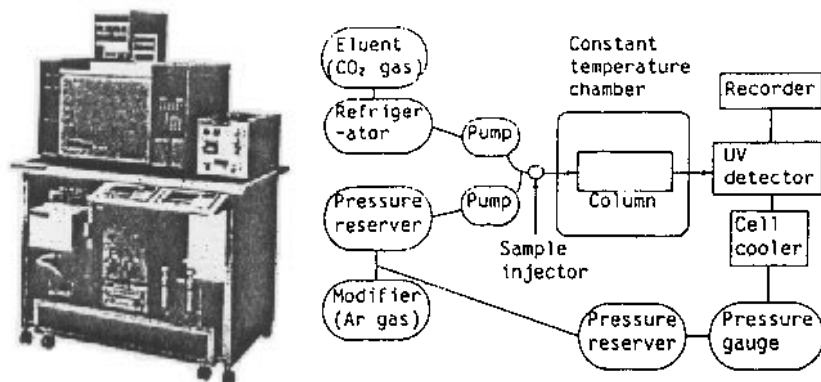 Eluent
(CO₂ gas)
Refriger
-ator
Pump
Pressure
reserver
Pump
Modifier
(Ar gas)
Sample
injector
Constant
temperature
chamber
Column
Recorder
UV
detector
Cell
cooler
Pressure
gauge
Pressure
reserver